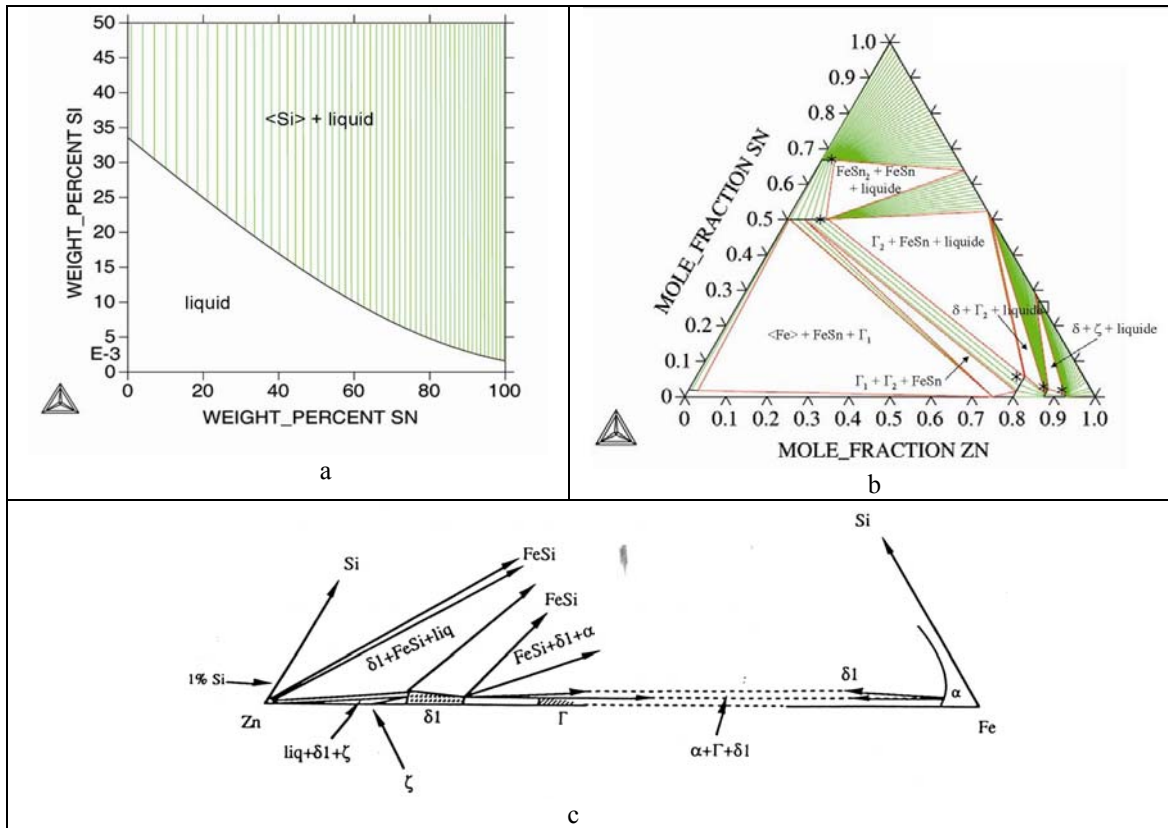 50
45
40
35
30
25
20
15
10
5
E-3
0
WEIGHT_PERCENT SI
<Si> + liquid
liquid
0 20 40 60 80 100
WEIGHT_PERCENT SN
a
1.0
0.9
0.8
0.7
0.6
0.5
0.4
0.3
0.2
0.1
0
MOLE_FRACTION SN
FeSn₂ + FeSn
+ liquide
Γ₂ + FeSn + liquide
δ + Γ₂ + liquide
δ + ζ + liquide
<Fe> + FeSn + Γ₁
Γ₁ + Γ₂ + FeSn
0 0.1 0.2 0.3 0.4 0.5 0.6 0.7 0.8 0.9 1.0
MOLE_FRACTION ZN
b
Si
FeSi
Si
FeSi
δ1+FeSi+liq
FeSi+δ1+α
1% Si
δ1
α
Zn
δ1
Γ
Fe
liq+δ1+ζ
α+Γ+δ1
ζ
c